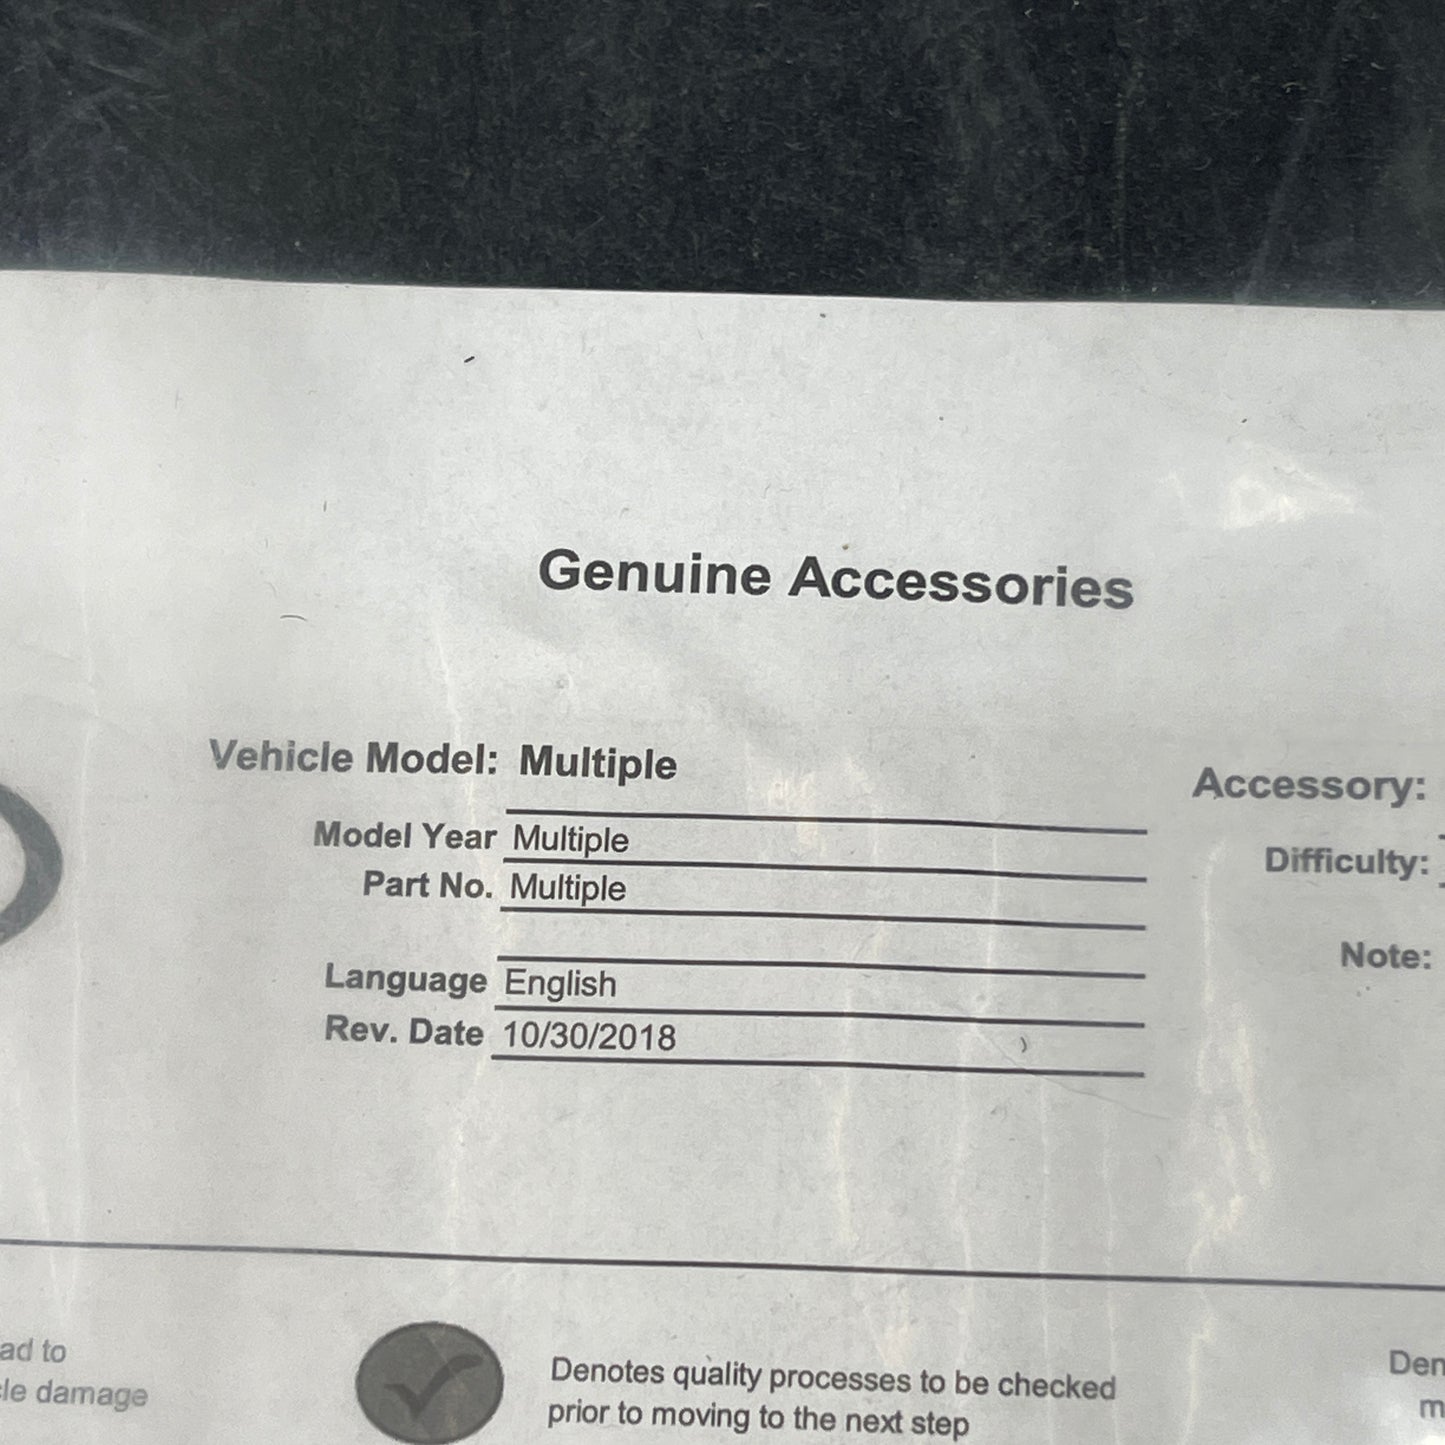 Genuine Accessories
Vehicle Model: Multiple
Model Year Multiple
Part No. Multiple
Language English
Rev. Date 10/30/2018
Accessory:
Difficulty:
Note:
ad to
cle damage
Denotes quality processes to be checked
prior to moving to the next step
Den
m